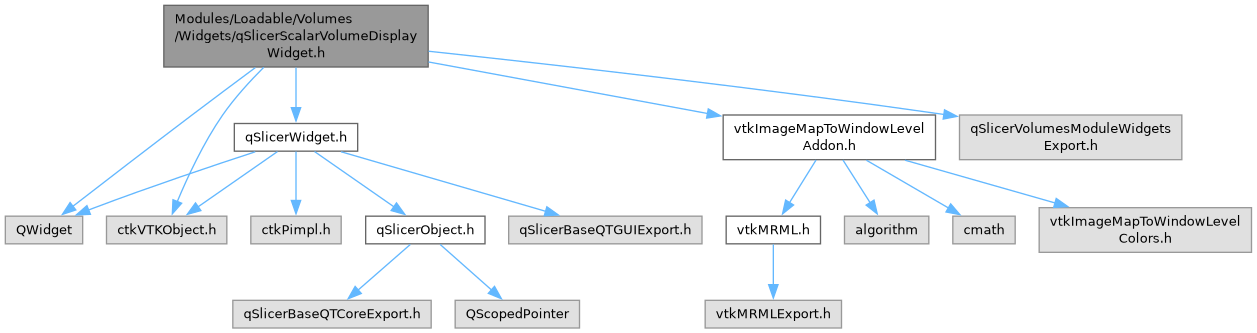 Modules/Loadable/Volumes
/Widgets/qSlicerScalarVolumeDisplay
Widget.h
qSlicerWidget.h
vtkImageMapToWindowLevel
Addon.h
qSlicerVolumesModuleWidgets
Export.h
QWidget
ctkVTKObject.h
ctkPimpl.h
qSlicerObject.h
qSlicerBaseQTGUIExport.h
vtkMRML.h
algorithm
cmath
vtkImageMapToWindowLevel
Colors.h
qSlicerBaseQTCoreExport.h
QScopedPointer
vtkMRMLExport.h